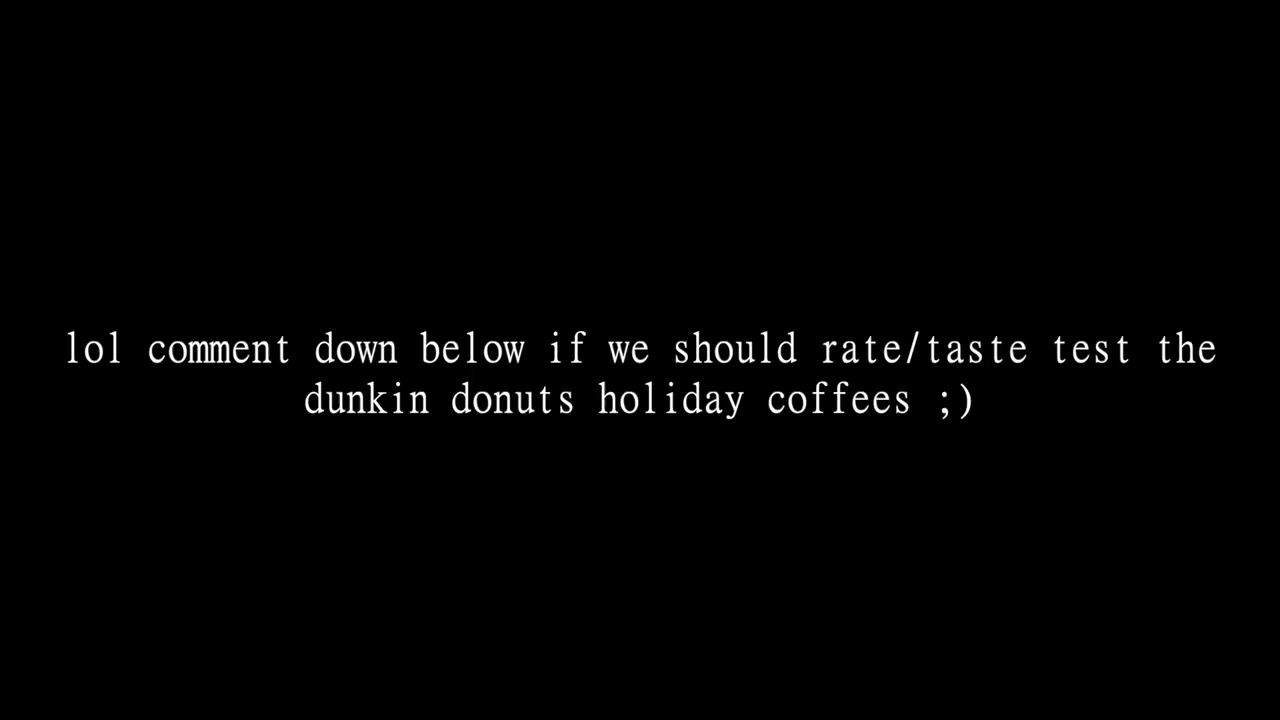 lol comment down below if we should rate/taste test the
dunkin donuts holiday coffees ;)